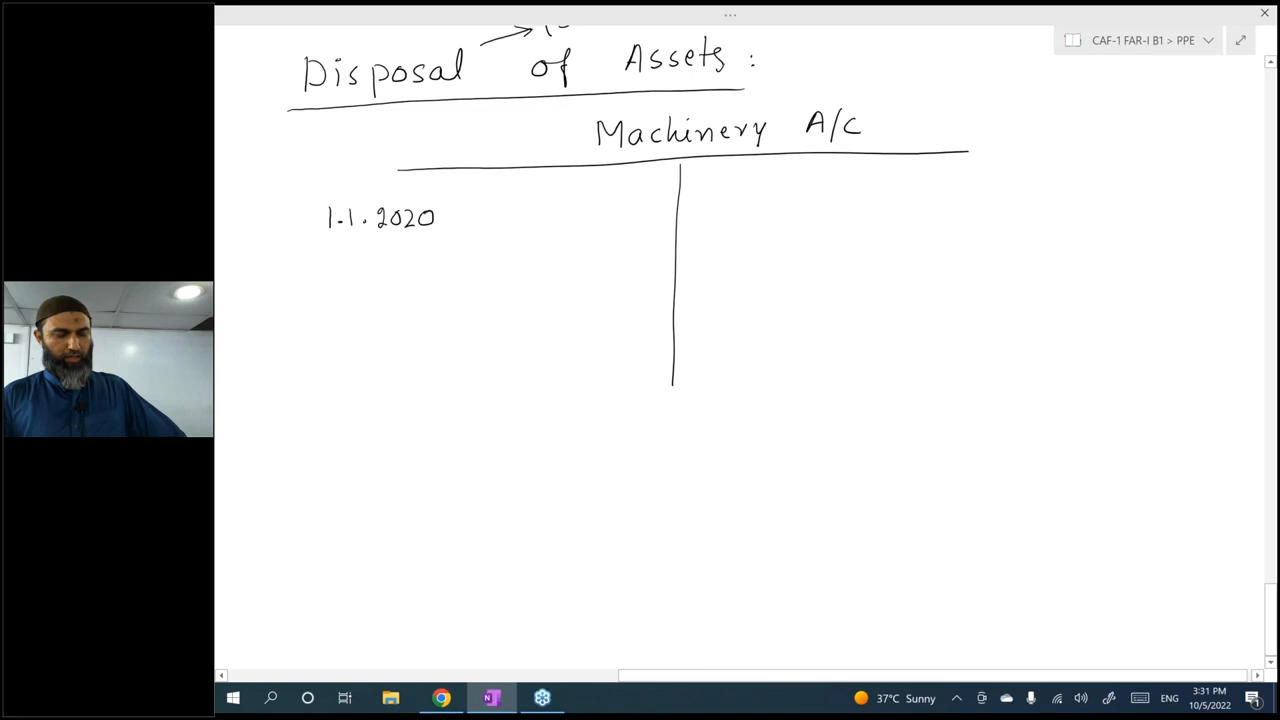 CAF-1 FAR-I B1 > PPE
Disposal of Assets :
Machinery A/C
1.1.2020
37°C Sunny
ENG
3:31 PM
10/5/2022
1